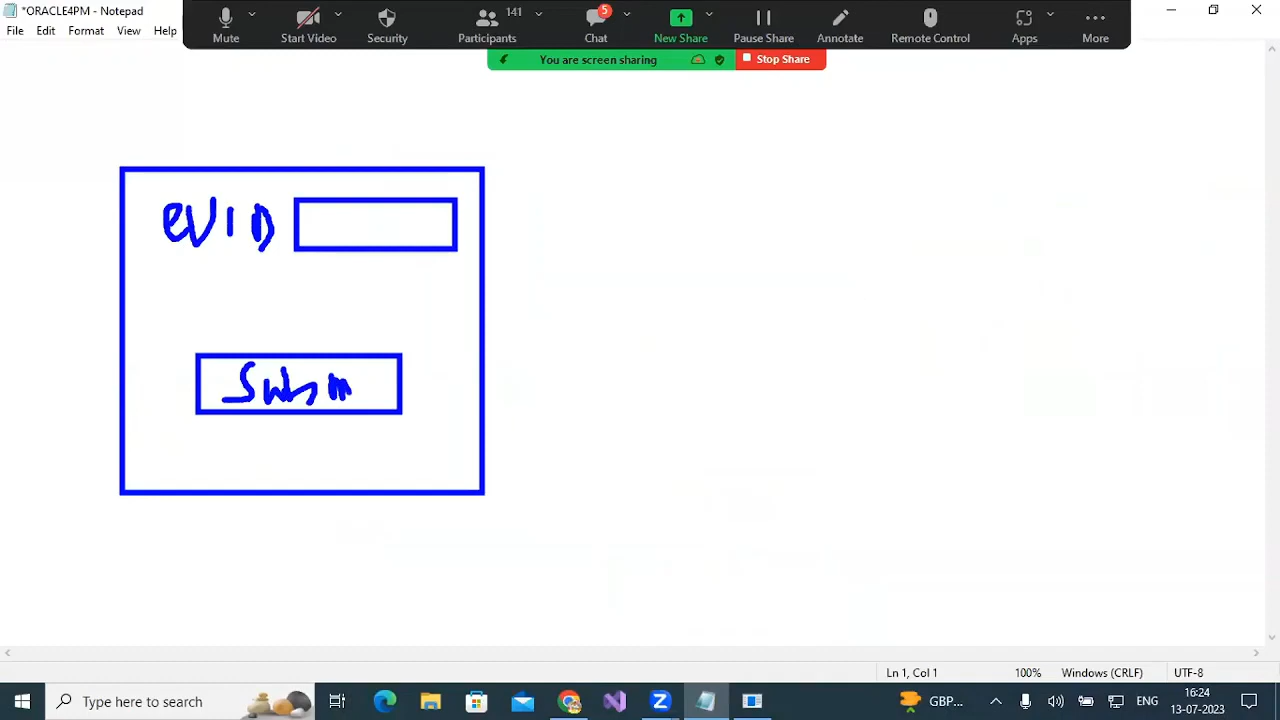 *ORACLE4PM - Notepad
File Edit Format View Help
Mute Start Video Security Participants 141 Chat 5 New Share Pause Share Annotate Remote Control Apps More
You are screen sharing Stop Share
EVID
Subm
Ln 1, Col 1 100% Windows (CRLF) UTF-8
Type here to search
GBP... ENG 16:24
13-07-2023